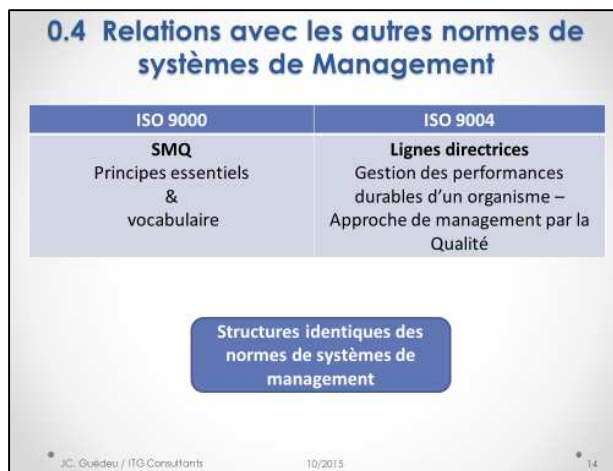 0.4 Relations avec les autres normes de
systèmes de Management
ISO 9000
SMQ
Principes essentiels
&
vocabulaire
ISO 9004
Lignes directrices
Gestion des performances
durables d'un organisme –
Approche de management par la
Qualité
Structures identiques des
normes de systèmes de
management
JC. Guédeu / ITG Consultants
10/2015
14